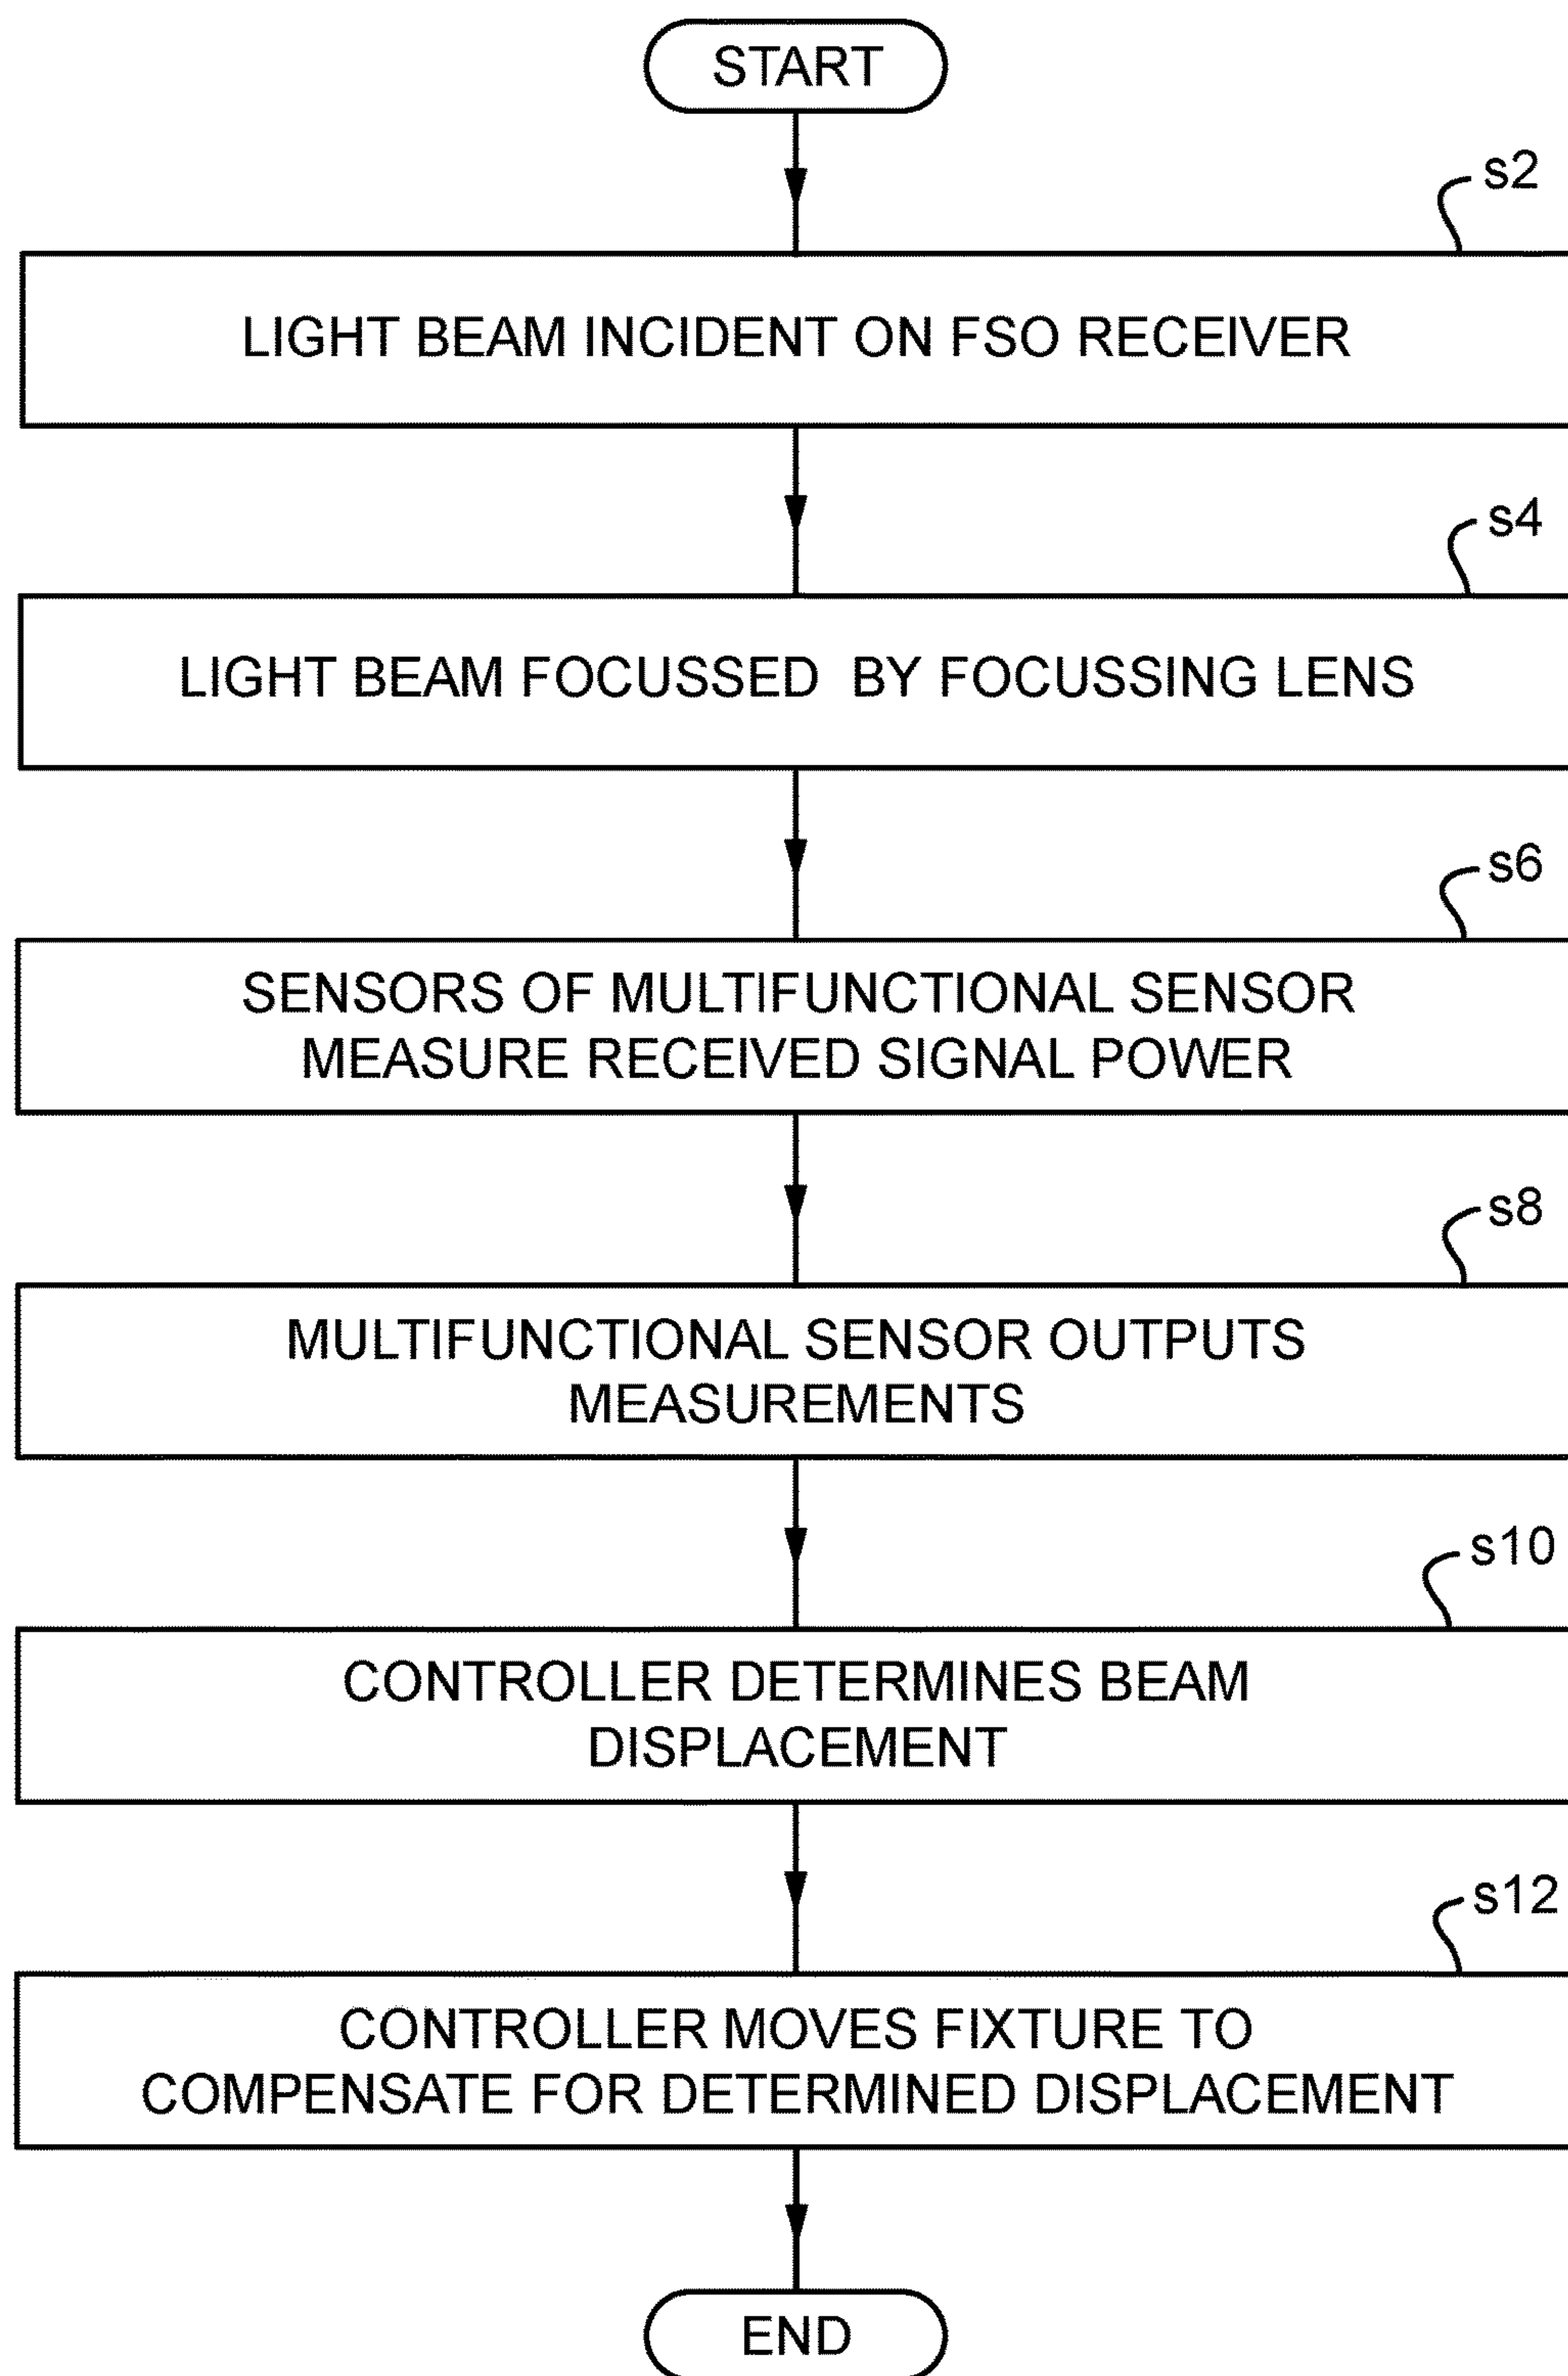 START
s2
LIGHT BEAM INCIDENT ON FSO RECEIVER
s4
LIGHT BEAM FOCUSSED BY FOCUSSING LENS
s6
SENSORS OF MULTIFUNCTIONAL SENSOR
MEASURE RECEIVED SIGNAL POWER
s8
MULTIFUNCTIONAL SENSOR OUTPUTS
MEASUREMENTS
s10
CONTROLLER DETERMINES BEAM
DISPLACEMENT
s12
CONTROLLER MOVES FIXTURE TO
COMPENSATE FOR DETERMINED DISPLACEMENT
END